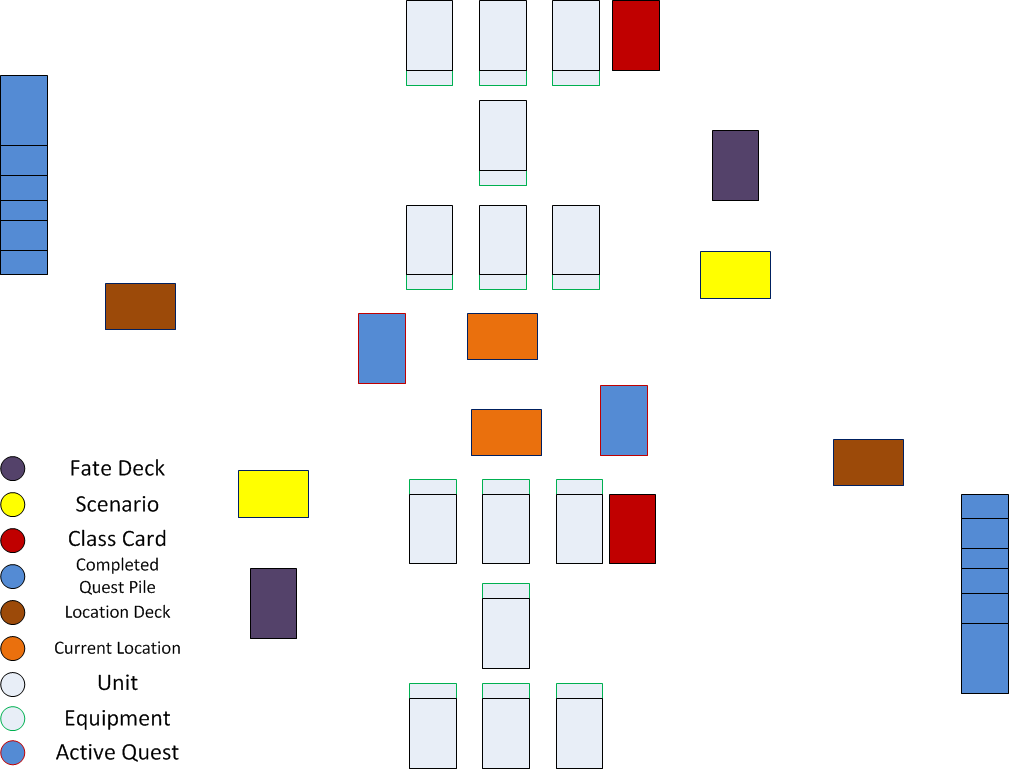 Fate Deck
Scenario
Class Card
Completed
Quest Pile
Location Deck
Current Location
Unit
Equipment
Active Quest